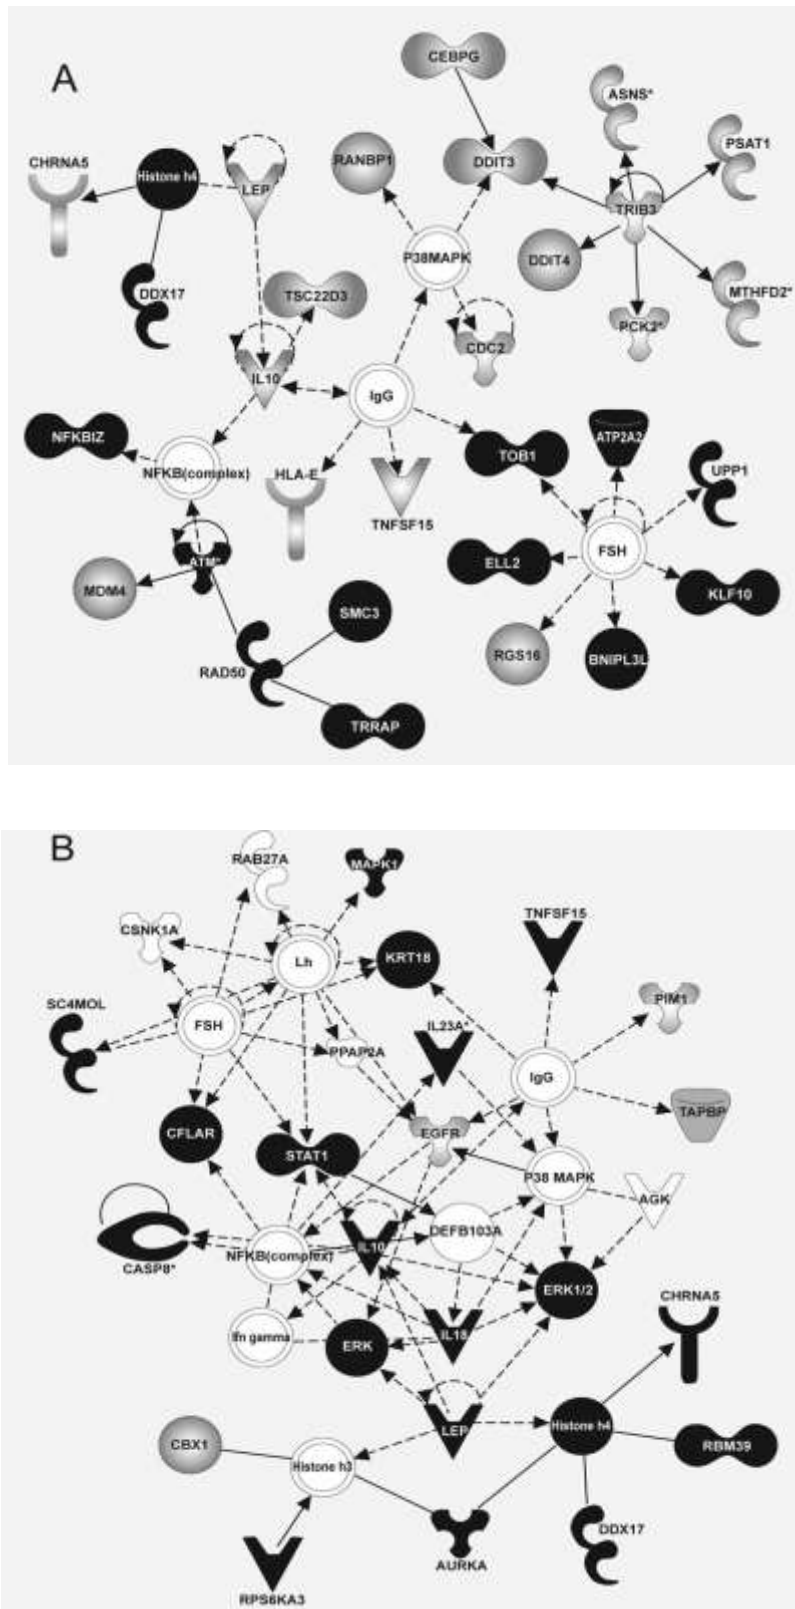 A
CEBPG
ASNS*
PSAT1
CHRNA5
Histone h4
LEP
RANBP1
DDIT3
TRIB3
DDX17
TSC22D3
P38MAPK
DDIT4
MTHFD2*
PCK2*
IL10
CDC2
IgG
NFKBIZ
NFKB(complex)
HLA-E
TNFSF15
TOB1
ATP2A2
UPP1
ATM*
MDM4
ELL2
FSH
KLF10
SMC3
RAD50
RGS16
BNIPL3L
TRRAP
B
RAB27A
MAPK1
CSNK1A
TNFSF15
Lh
KRT18
SC4MOL
FSH
IL23A*
PIM1
PPAP2A
IgG
TAPBP
CFLAR
STAT1
EGFR
P38 MAPK
AGK
DEFB103A
NFKB(complex)
IL10
CASP8*
ERK1/2
CHRNA5
Ifn gamma
ERK
IL18
LEP
Histone h4
CBX1
RBM39
Histone h3
DDX17
AURKA
RPS6KA3